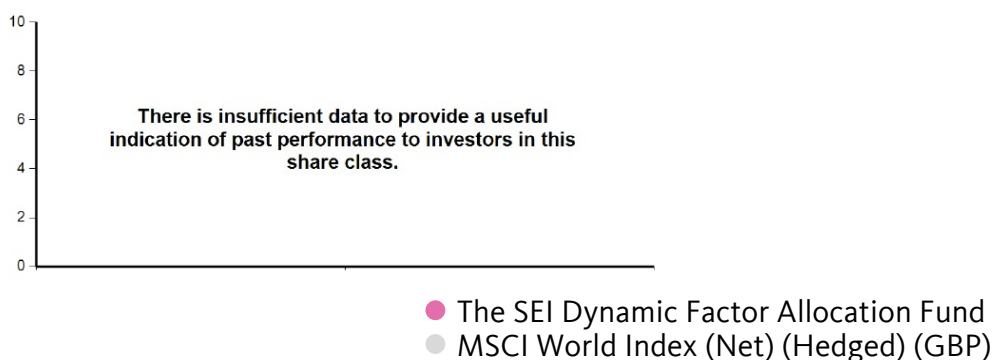 10
8
6
4
2
0
There is insufficient data to provide a useful
indication of past performance to investors in this
share class.
The SEI Dynamic Factor Allocation Fund
MSCI World Index (Net) (Hedged) (GBP)